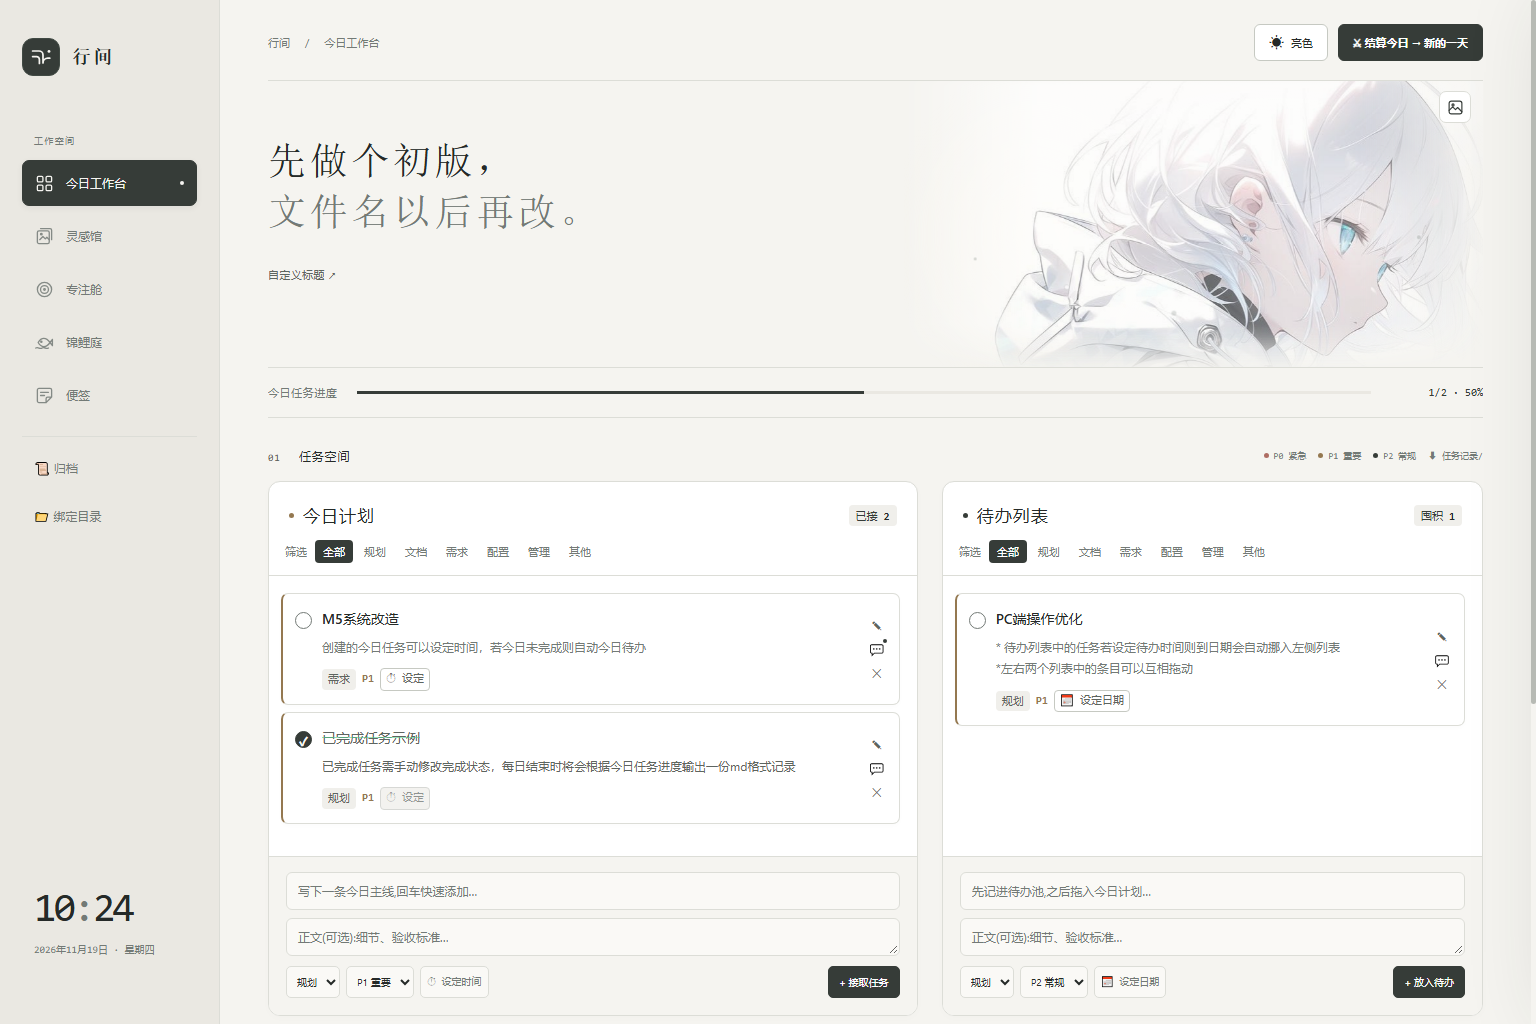 行间
工作空间
今日工作台
灵感馆
专注舱
锦鲤庭
便签
归档
绑定目录
10:24
2026年11月19日 · 星期四
行间 / 今日工作台
亮色
结算今日 → 新的一天
先做个初版，
文件名以后再改。
自定义标题 ↗
今日任务进度
1/2 · 50%
01 任务空间
P0 紧急 P1 重要 P2 常规 ⬇ 任务记录/
今日计划
已接 2
筛选 全部 规划 文档 需求 配置 管理 其他
M5系统改造
创建的今日任务可以设定时间，若今日未完成则自动今日待办
需求 P1 设定
已完成任务示例
已完成任务需手动修改完成状态，每日结束时将会根据今日任务进度输出一份md格式记录
规划 P1 设定
写下一条今日主线,回车快速添加...
正文(可选):细节、验收标准...
规划 P1 重要 设定时间
+ 接取任务
待办列表
囤积 1
筛选 全部 规划 文档 需求 配置 管理 其他
PC端操作优化
* 待办列表中的任务若设定待办时间则到日期会自动挪入左侧列表
*左右两个列表中的条目可以互相拖动
规划 P1 设定日期
先记进待办池,之后拖入今日计划...
正文(可选):细节、验收标准...
规划 P2 常规 设定日期
+ 放入待办